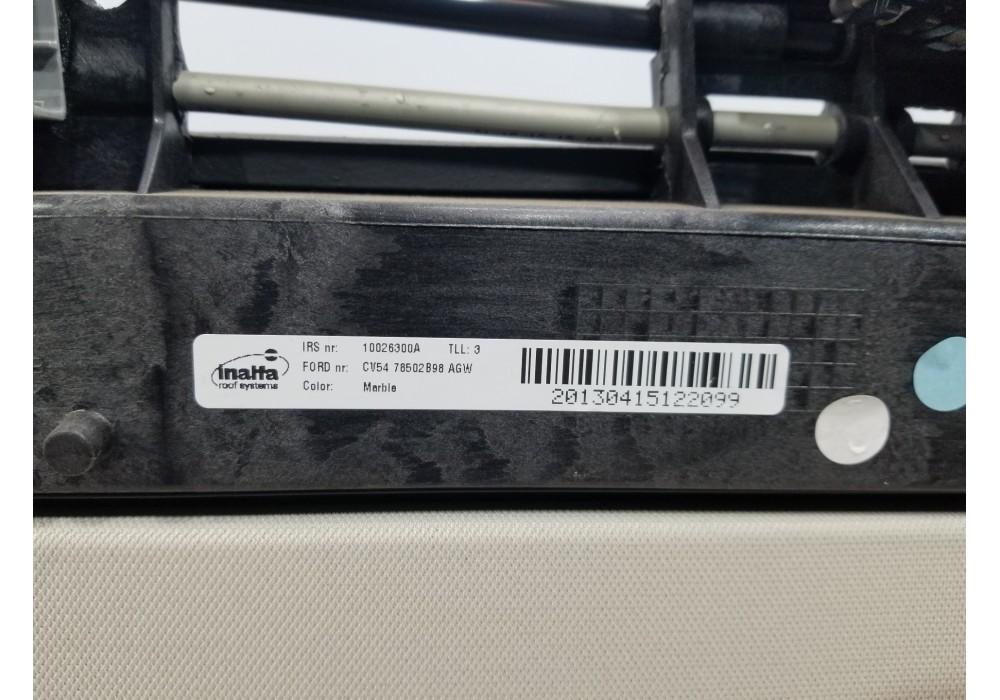 inalfa
roof systems
IRS nr: 10026300A TLL: 3
FORD nr: CV54 78502B98 AGW
Color: Marble
20130415122099